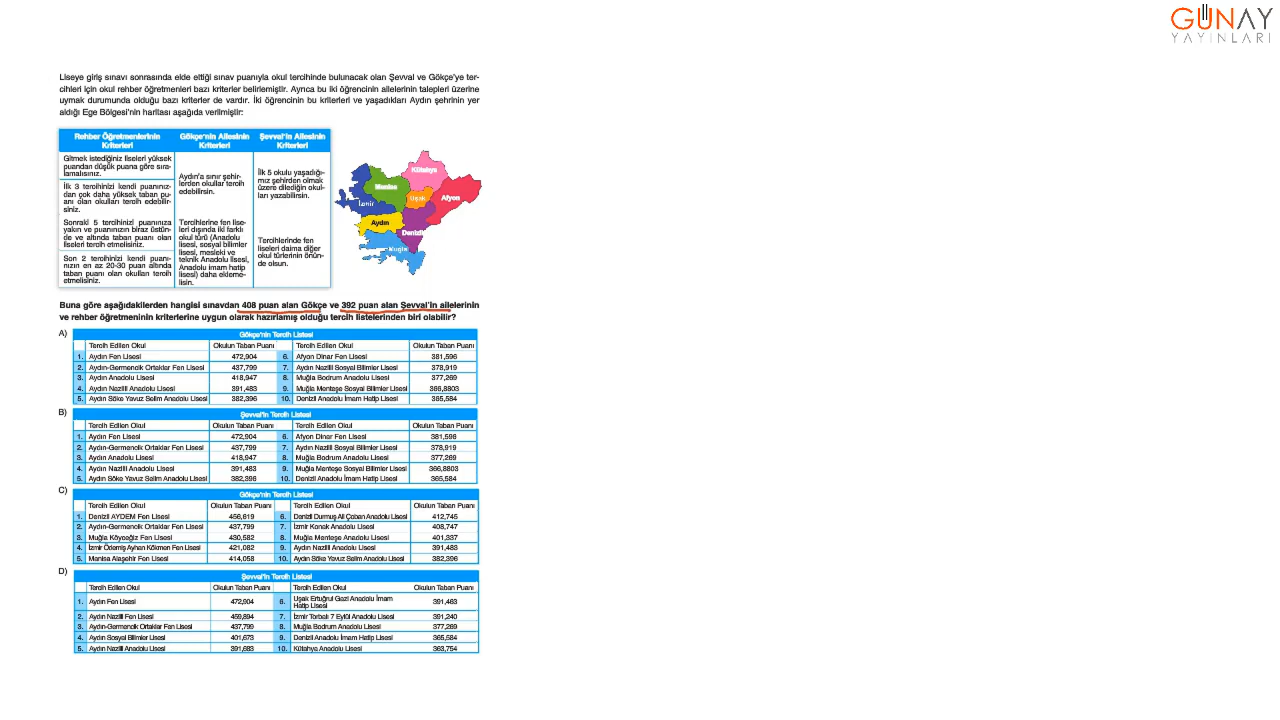 GÜNAY
YAYINLARI
Liseye giriş sınavı sonrasında elde ettiği sınav puanıyla okul tercihinde bulunacak olan Şevval ve Gökçe'ye ter-
cihleri için okul rehber öğretmenleri bazı kriterler belirlemiştir. Ayrıca bu iki öğrencinin ailelerinin talepleri üzerine
uymak durumunda olduğu bazı kriterler de vardır. İki öğrencinin bu kriterleri ve yaşadıkları Aydın şehrinin yer
aldığı Ege Bölgesi'nin haritası aşağıda verilmiştir:
Rehber Öğretmenlerinin
Kriterleri
Gökçe'nin Ailesinin
Kriterleri
Şevval'in Ailesinin
Kriterleri
Gitmek istediğiniz liseleri yüksek
puandan düşük puana göre sıra-
lamalısınız.
İlk 3 tercihinizi kendi puanınız-
dan çok daha yüksek taban pu-
anı olan okulları tercih edebilir-
siniz.
Sonraki 5 tercihinizi puanınıza
yakın ve puanınızın biraz üstün-
de ve altında taban puanı olan
liseleri tercih etmelisiniz.
Son 2 tercihinizi kendi puanı-
nızın en az 20-30 puan altında
taban puanı olan okulları tercih
etmelisiniz.
Aydın'a sınır şehir-
lerden okullar tercih
edebilirsin.
Tercihlerine fen lise-
leri dışında iki farklı
okul türü (Anadolu
lisesi, sosyal bilimler
lisesi, mesleki ve
teknik Anadolu lisesi,
Anadolu imam hatip
lisesi) daha ekleme-
lisin.
İlk 5 okulu yaşadığı-
mız şehirden olmak
üzere dilediğin okul-
ları yazabilirsin.
Tercihlerinde fen
liseleri daima diğer
okul türlerinin önün-
de olsun.
Kütahya
Manisa
İzmir
Uşak
Afyon
Aydın
Denizli
Muğla
Buna göre aşağıdakilerden hangisi sınavdan 408 puan alan Gökçe ve 392 puan alan Şevval'in ailelerinin
ve rehber öğretmeninin kriterlerine uygun olarak hazırlamış olduğu tercih listelerinden biri olabilir?
A)
Gökçe'nin Tercih Listesi
Tercih Edilen Okul Okulun Taban Puanı Tercih Edilen Okul Okulun Taban Puanı
1. Aydın Fen Lisesi 472,904 6. Afyon Dinar Fen Lisesi 381,596
2. Aydın-Germencik Ortaklar Fen Lisesi 437,799 7. Aydın Nazilli Sosyal Bilimler Lisesi 378,919
3. Aydın Anadolu Lisesi 418,947 8. Muğla Bodrum Anadolu Lisesi 377,269
4. Aydın Nazilli Anadolu Lisesi 391,483 9. Muğla Menteşe Sosyal Bilimler Lisesi 366,8803
5. Aydın Söke Yavuz Selim Anadolu Lisesi 382,396 10. Denizli Anadolu İmam Hatip Lisesi 365,584
B)
Şevval'in Tercih Listesi
Tercih Edilen Okul Okulun Taban Puanı Tercih Edilen Okul Okulun Taban Puanı
1. Aydın Fen Lisesi 472,904 6. Afyon Dinar Fen Lisesi 381,596
2. Aydın-Germencik Ortaklar Fen Lisesi 437,799 7. Aydın Nazilli Sosyal Bilimler Lisesi 378,919
3. Aydın Anadolu Lisesi 418,947 8. Muğla Bodrum Anadolu Lisesi 377,269
4. Aydın Nazilli Anadolu Lisesi 391,483 9. Muğla Menteşe Sosyal Bilimler Lisesi 366,8803
5. Aydın Söke Yavuz Selim Anadolu Lisesi 382,396 10. Denizli Anadolu İmam Hatip Lisesi 365,584
C)
Gökçe'nin Tercih Listesi
Tercih Edilen Okul Okulun Taban Puanı Tercih Edilen Okul Okulun Taban Puanı
1. Denizli AYDEM Fen Lisesi 456,619 6. Denizli Durmuş Ali Çoban Anadolu Lisesi 412,745
2. Aydın-Germencik Ortaklar Fen Lisesi 437,799 7. İzmir Konak Anadolu Lisesi 408,747
3. Muğla Köyceğiz Fen Lisesi 430,582 8. Muğla Menteşe Anadolu Lisesi 401,337
4. İzmir Ödemiş Ayhan Kökmen Fen Lisesi 421,082 9. Aydın Nazilli Anadolu Lisesi 391,483
5. Manisa Alaşehir Fen Lisesi 414,058 10. Aydın Söke Yavuz Selim Anadolu Lisesi 382,396
D)
Şevval'in Tercih Listesi
Tercih Edilen Okul Okulun Taban Puanı Tercih Edilen Okul Okulun Taban Puanı
1. Aydın Fen Lisesi 472,904 6. Uşak Ertuğrul Gazi Anadolu İmam
Hatip Lisesi 391,463
2. Aydın Nazilli Fen Lisesi 459,894 7. İzmir Torbalı 7 Eylül Anadolu Lisesi 391,240
3. Aydın-Germencik Ortaklar Fen Lisesi 437,799 8. Muğla Bodrum Anadolu Lisesi 377,269
4. Aydın Sosyal Bilimler Lisesi 401,673 9. Denizli Anadolu İmam Hatip Lisesi 365,584
5. Aydın Nazilli Anadolu Lisesi 391,683 10. Kütahya Anadolu Lisesi 363,754